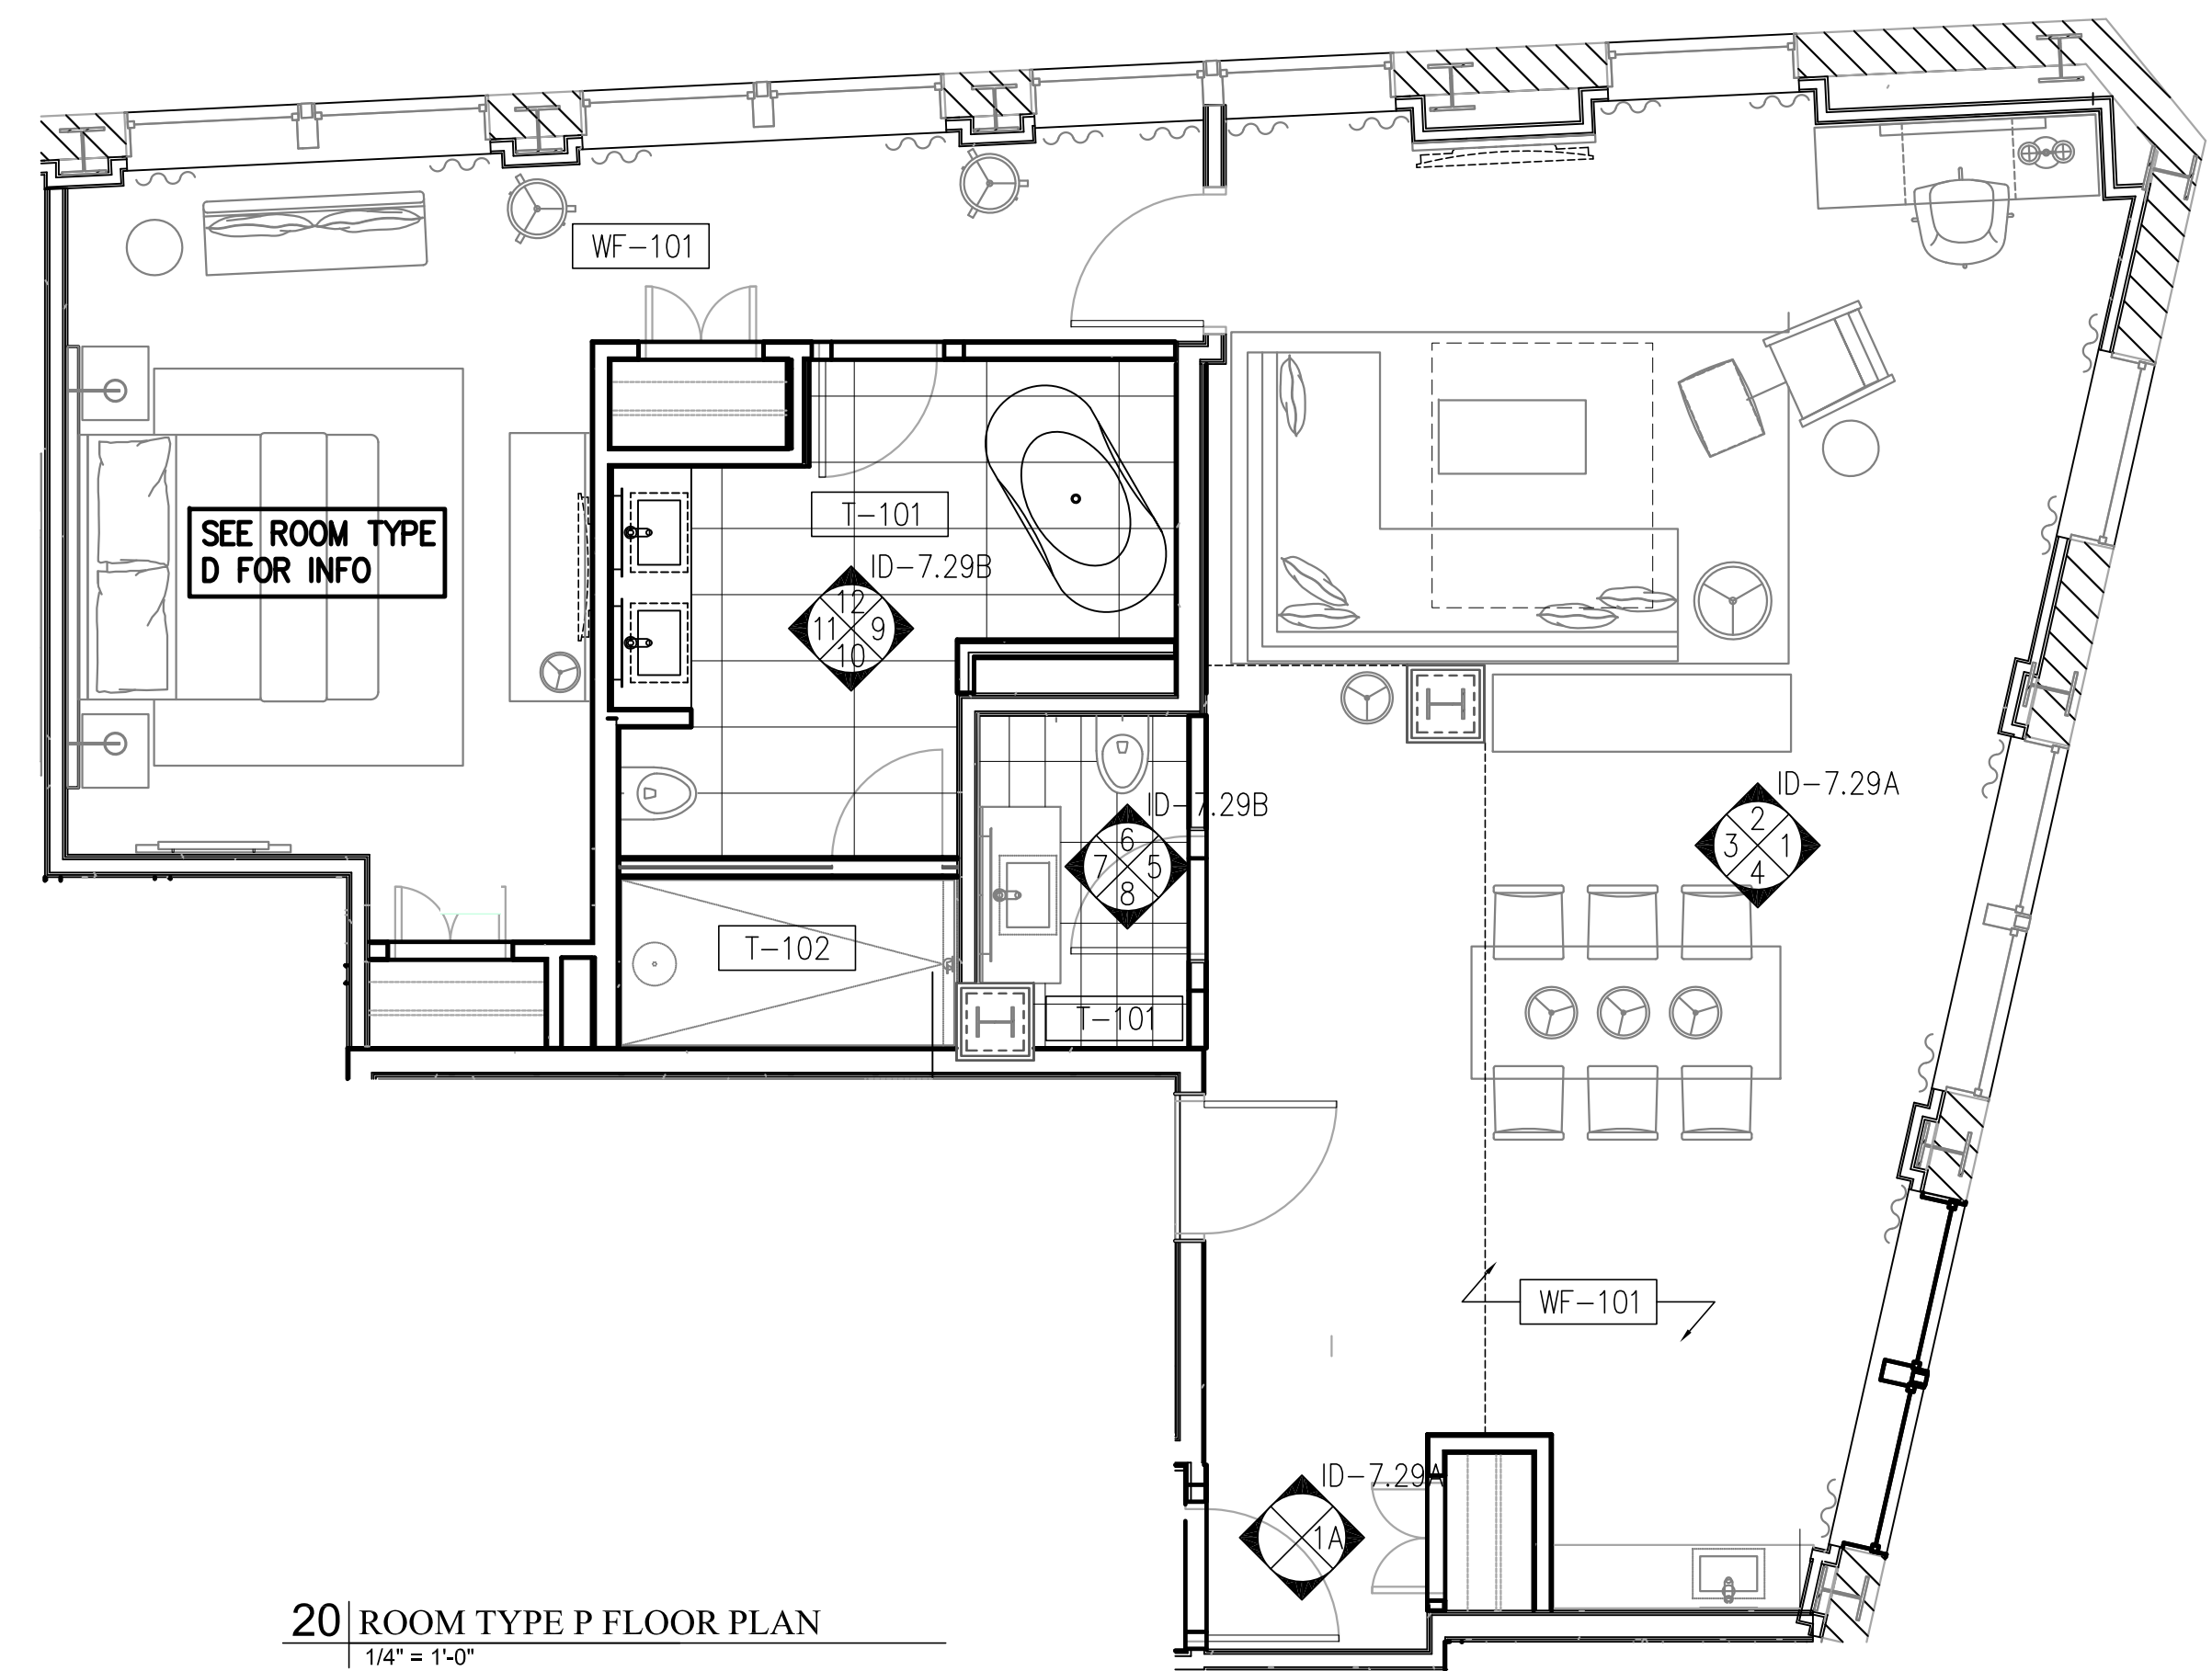 WF-101
SEE ROOM TYPE
D FOR INFO
T-101
ID-7.29B
12
11 9
10
ID-7.29B
6
7 5
8
ID-7.29A
2
3 1
4
T-102
T-101
WF-101
ID-7.29A
1A
20 ROOM TYPE P FLOOR PLAN
1/4" = 1'-0"